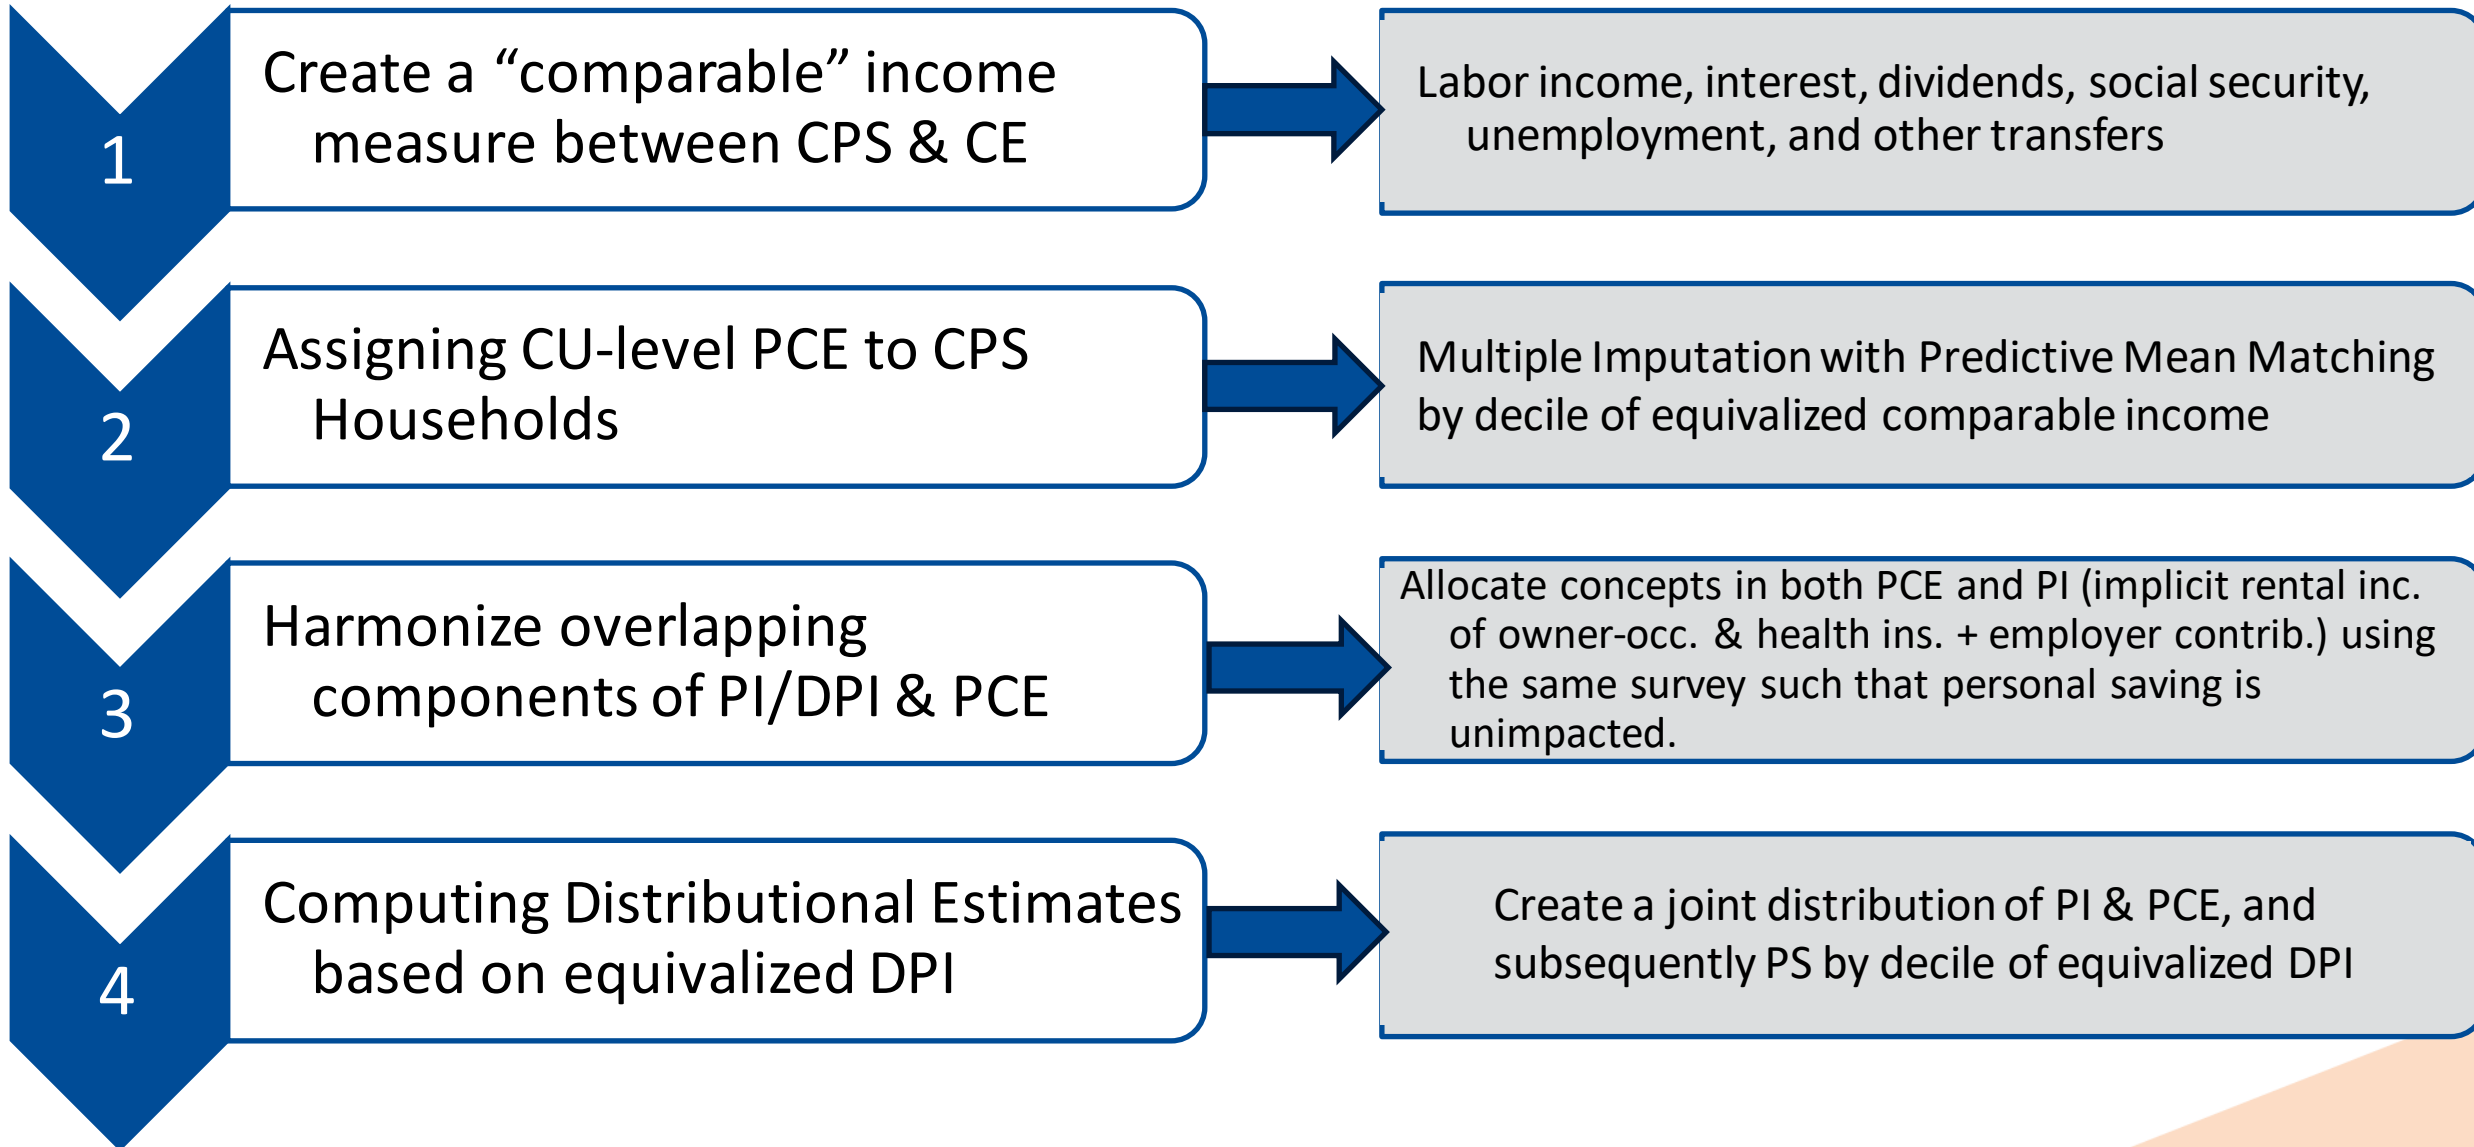 1
Create a “comparable” income
measure between CPS & CE
Labor income, interest, dividends, social security,
unemployment, and other transfers
2
Assigning CU-level PCE to CPS
Households
Multiple Imputation with Predictive Mean Matching
by decile of equivalized comparable income
3
Harmonize overlapping
components of PI/DPI & PCE
Allocate concepts in both PCE and PI (implicit rental inc.
of owner-occ. & health ins. + employer contrib.) using
the same survey such that personal saving is
unimpacted.
4
Computing Distributional Estimates
based on equivalized DPI
Create a joint distribution of PI & PCE, and
subsequently PS by decile of equivalized DPI